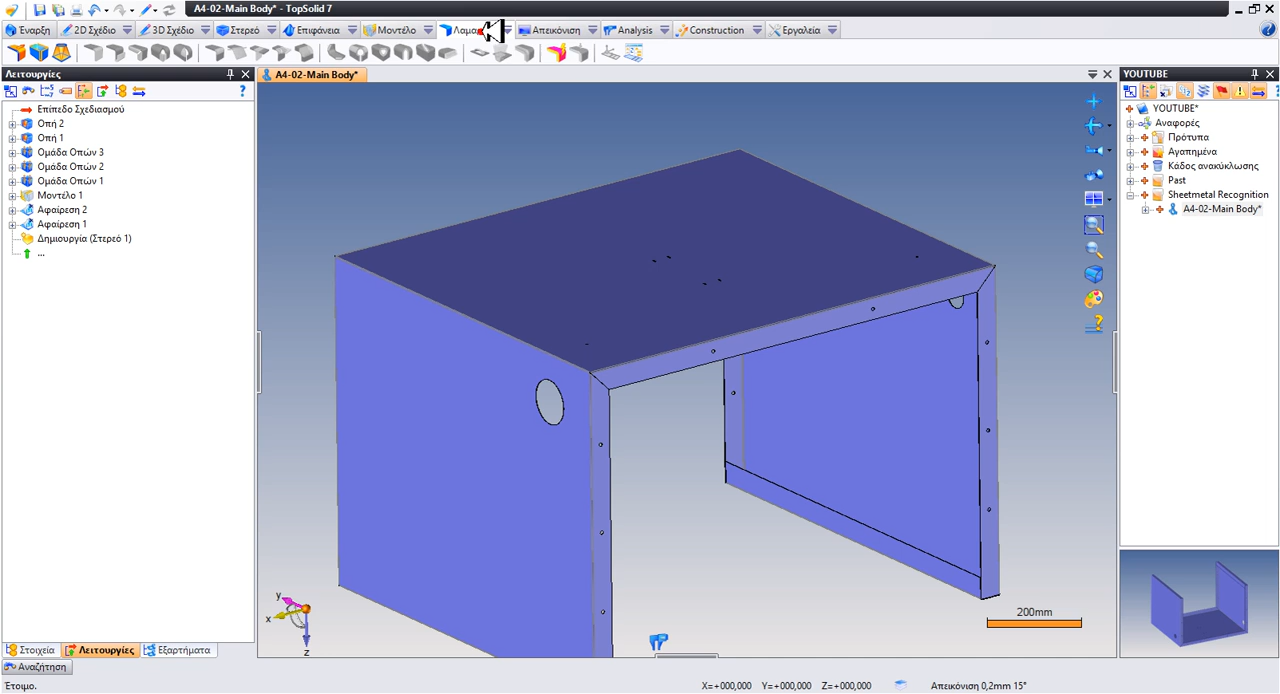 A4-02-Main Body* - TopSolid 7
Έναρξη 2D Σχέδιο 3D Σχέδιο Στερεό Επιφάνεια Μοντέλο Απεικόνιση Analysis Construction Εργαλεία
Λειτουργίες
A4-02-Main Body*
YOUTUBE
Επίπεδο Σχεδιασμού
Οπή 2
Οπή 1
Ομάδα Οπών 3
Ομάδα Οπών 2
Ομάδα Οπών 1
Μοντέλο 1
Αφαίρεση 2
Αφαίρεση 1
Δημιουργία (Στερεό 1)
...
YOUTUBE*
Αναφορές
Πρότυπα
Αγαπημένα
Κάδος ανακύκλωσης
Past
Sheetmetal Recognition
A4-02-Main Body*
y
x
z
200mm
Στοιχεία Λειτουργίες Εξαρτήματα
Αναζήτηση
Έτοιμο.
X=+000,000 Y=+000,000 Z=+000,000 Απεικόνιση 0,2mm 15°